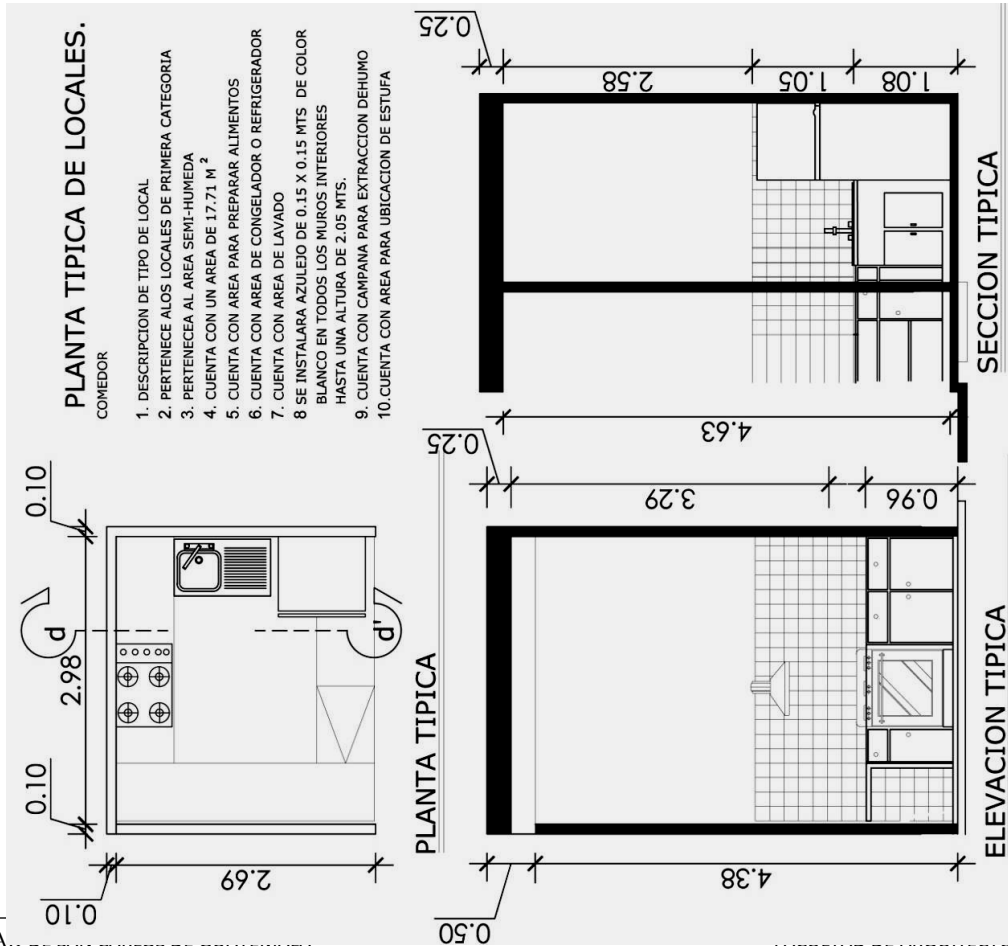 PLANTA TIPICA DE LOCALES.
COMEDOR
1. DESCRIPCION DE TIPO DE LOCAL
2. PERTENECE ALOS LOCALES DE PRIMERA CATEGORIA
3. PERTENECEA AL AREA SEMI-HUMEDA
4. CUENTA CON UN AREA DE 17.71 M²
5. CUENTA CON AREA PARA PREPARAR ALIMENTOS
6. CUENTA CON AREA DE CONGELADOR O REFRIGERADOR
7. CUENTA CON AREA DE LAVADO
8 SE INSTALARA AZULEJO DE 0.15 X 0.15 MTS DE COLOR
BLANCO EN TODOS LOS MUROS INTERIORES
HASTA UNA ALTURA DE 2.05 MTS.
9. CUENTA CON CAMPANA PARA EXTRACCION DEHUMO
10.CUENTA CON AREA PARA UBICACION DE ESTUFA
0.10
2.98
0.10
d
d'
0.10
2.69
PLANTA TIPICA
0.25
3.29
0.96
0.50
4.38
ELEVACION TIPICA
0.25
2.58
1.05
1.08
4.63
SECCION TIPICA